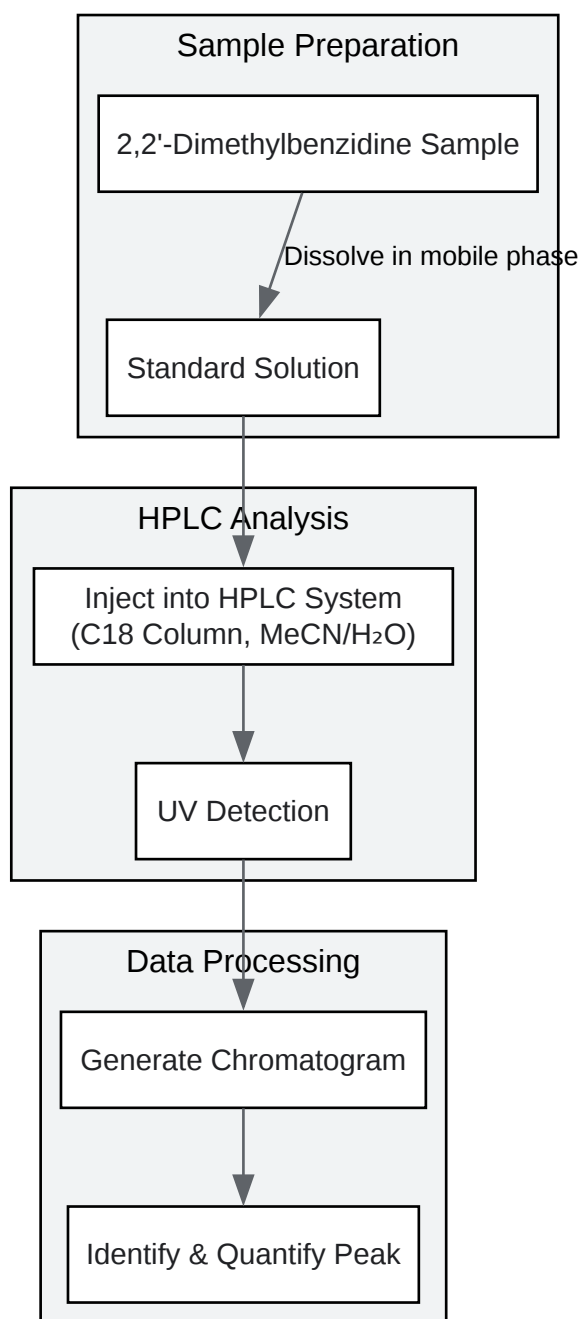 Sample Preparation
2,2'-Dimethylbenzidine Sample
Dissolve in mobile phase
Standard Solution
HPLC Analysis
Inject into HPLC System
(C18 Column, MeCN/H₂O)
UV Detection
Data Processing
Generate Chromatogram
Identify & Quantify Peak